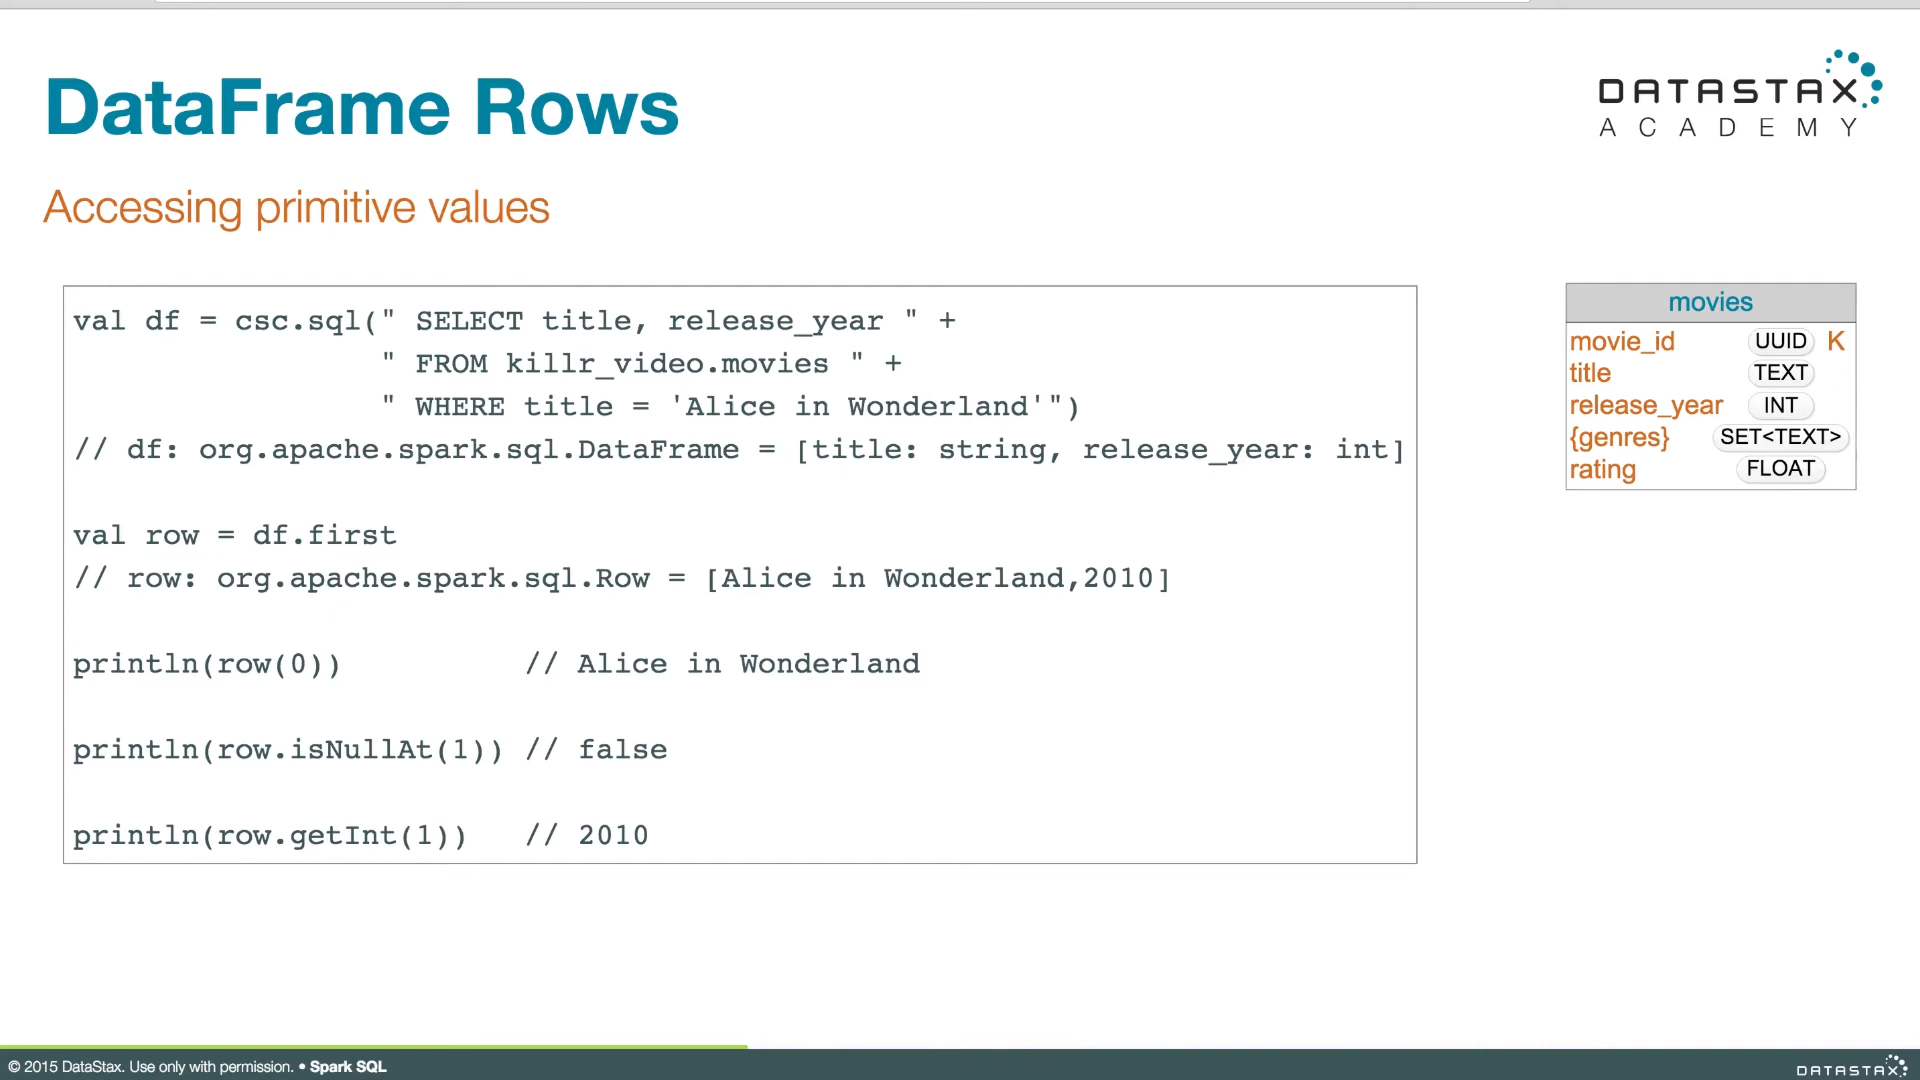 DataFrame Rows
DATASTAX
ACADEMY
Accessing primitive values
val df = csc.sql(" SELECT title, release_year " +
" FROM killr_video.movies " +
" WHERE title = 'Alice in Wonderland'")
// df: org.apache.spark.sql.DataFrame = [title: string, release_year: int]
val row = df.first
// row: org.apache.spark.sql.Row = [Alice in Wonderland,2010]
println(row(0)) // Alice in Wonderland
println(row.isNullAt(1)) // false
println(row.getInt(1)) // 2010
movies
movie_id UUID K
title TEXT
release_year INT
{genres} SET<TEXT>
rating FLOAT
© 2015 DataStax. Use only with permission. • Spark SQL
DATASTAX